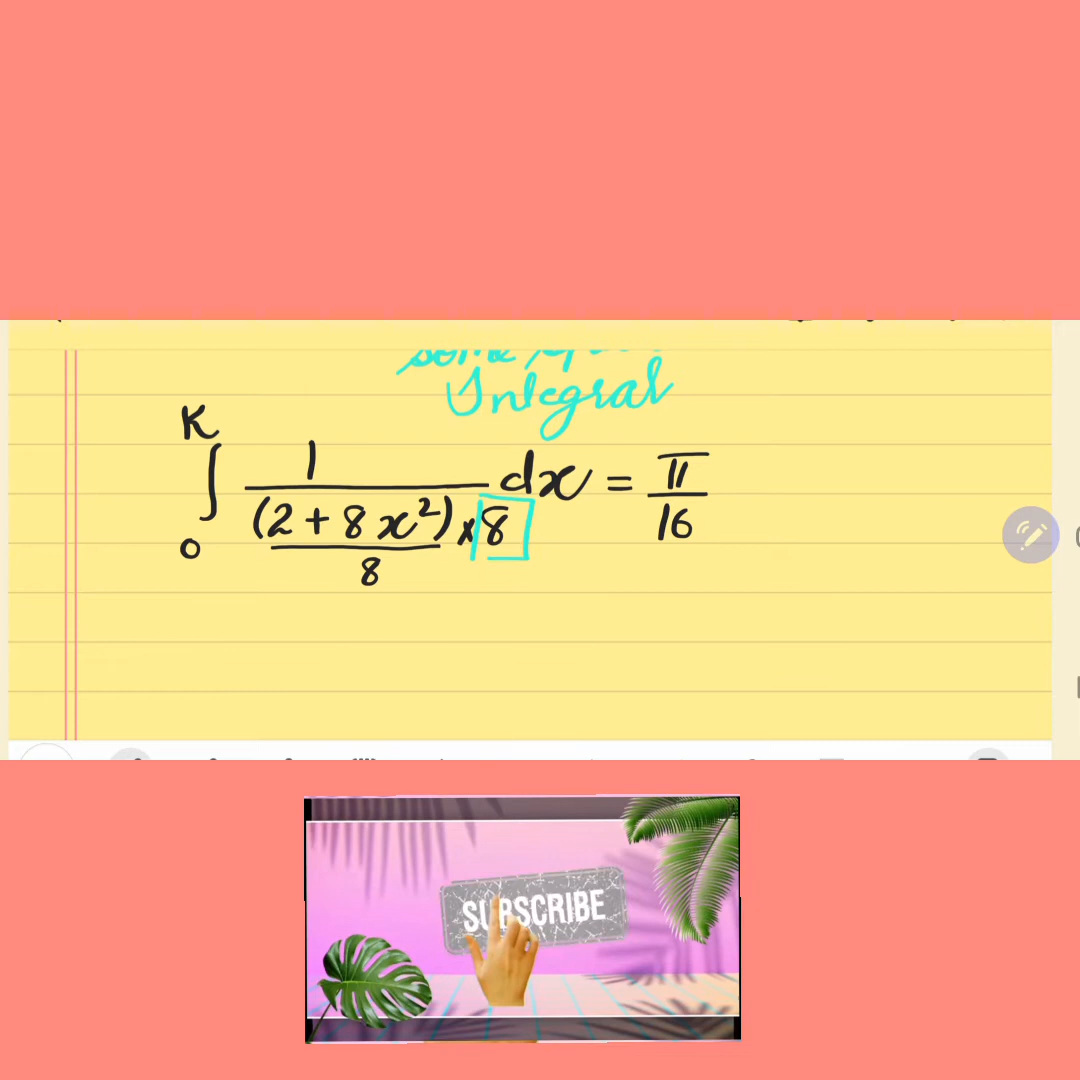 Integral
K
∫ 1 dx = π
(2 + 8x²) × 8 16
0
8
SUBSCRIBE